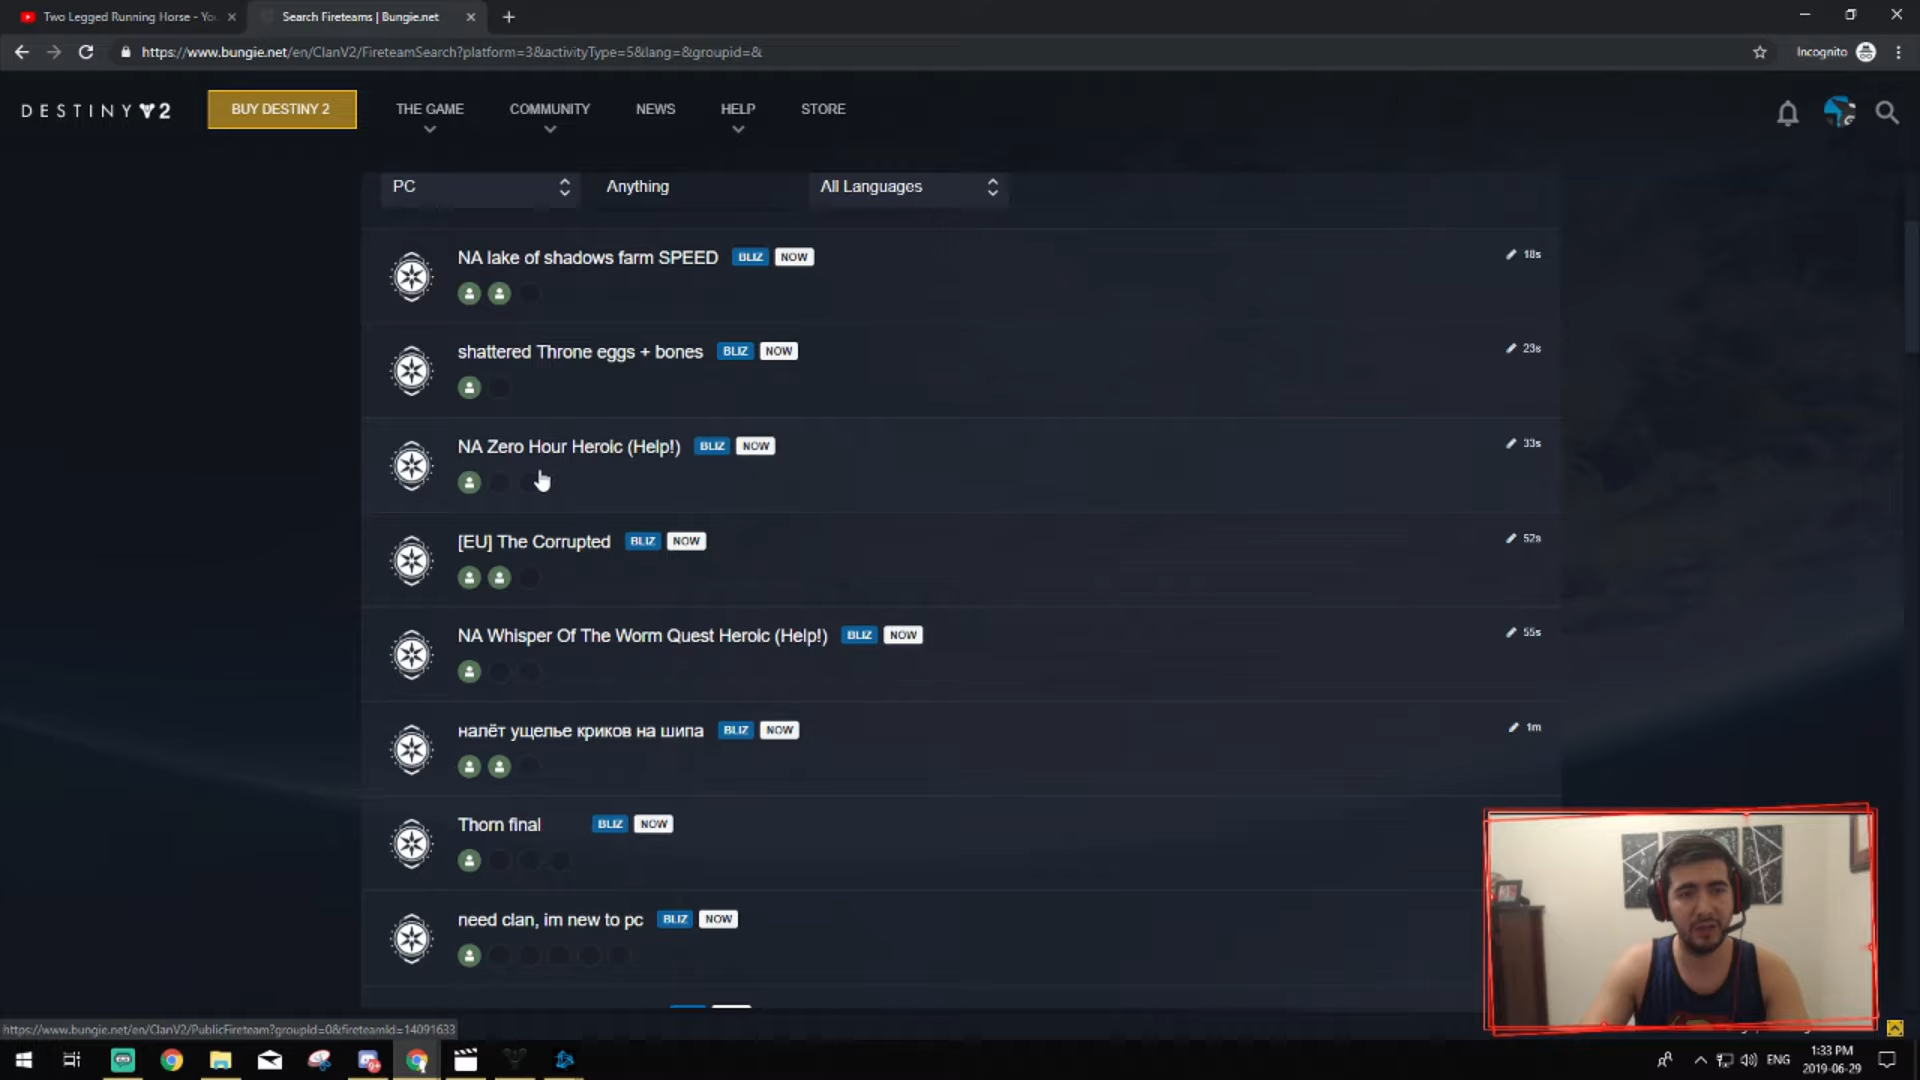 Two Legged Running Horse - Yo
Search Fireteams | Bungie.net
https://www.bungie.net/en/ClanV2/FireteamSearch?platform=3&activityType=5&lang=&groupid=&
Incognito
DESTINY 2
BUY DESTINY 2
THE GAME
COMMUNITY
NEWS
HELP
STORE
PC
Anything
All Languages
NA lake of shadows farm SPEED BLIZ NOW 18s
shattered Throne eggs + bones BLIZ NOW 23s
NA Zero Hour Heroic (Help!) BLIZ NOW 33s
[EU] The Corrupted BLIZ NOW 52s
NA Whisper Of The Worm Quest Heroic (Help!) BLIZ NOW 55s
налёт ущелье криков на шипа BLIZ NOW 1m
Thorn final BLIZ NOW
need clan, im new to pc BLIZ NOW
https://www.bungie.net/en/ClanV2/PublicFireteam?groupId=0&fireteamId=14091633
ENG
1:33 PM
2019-06-29